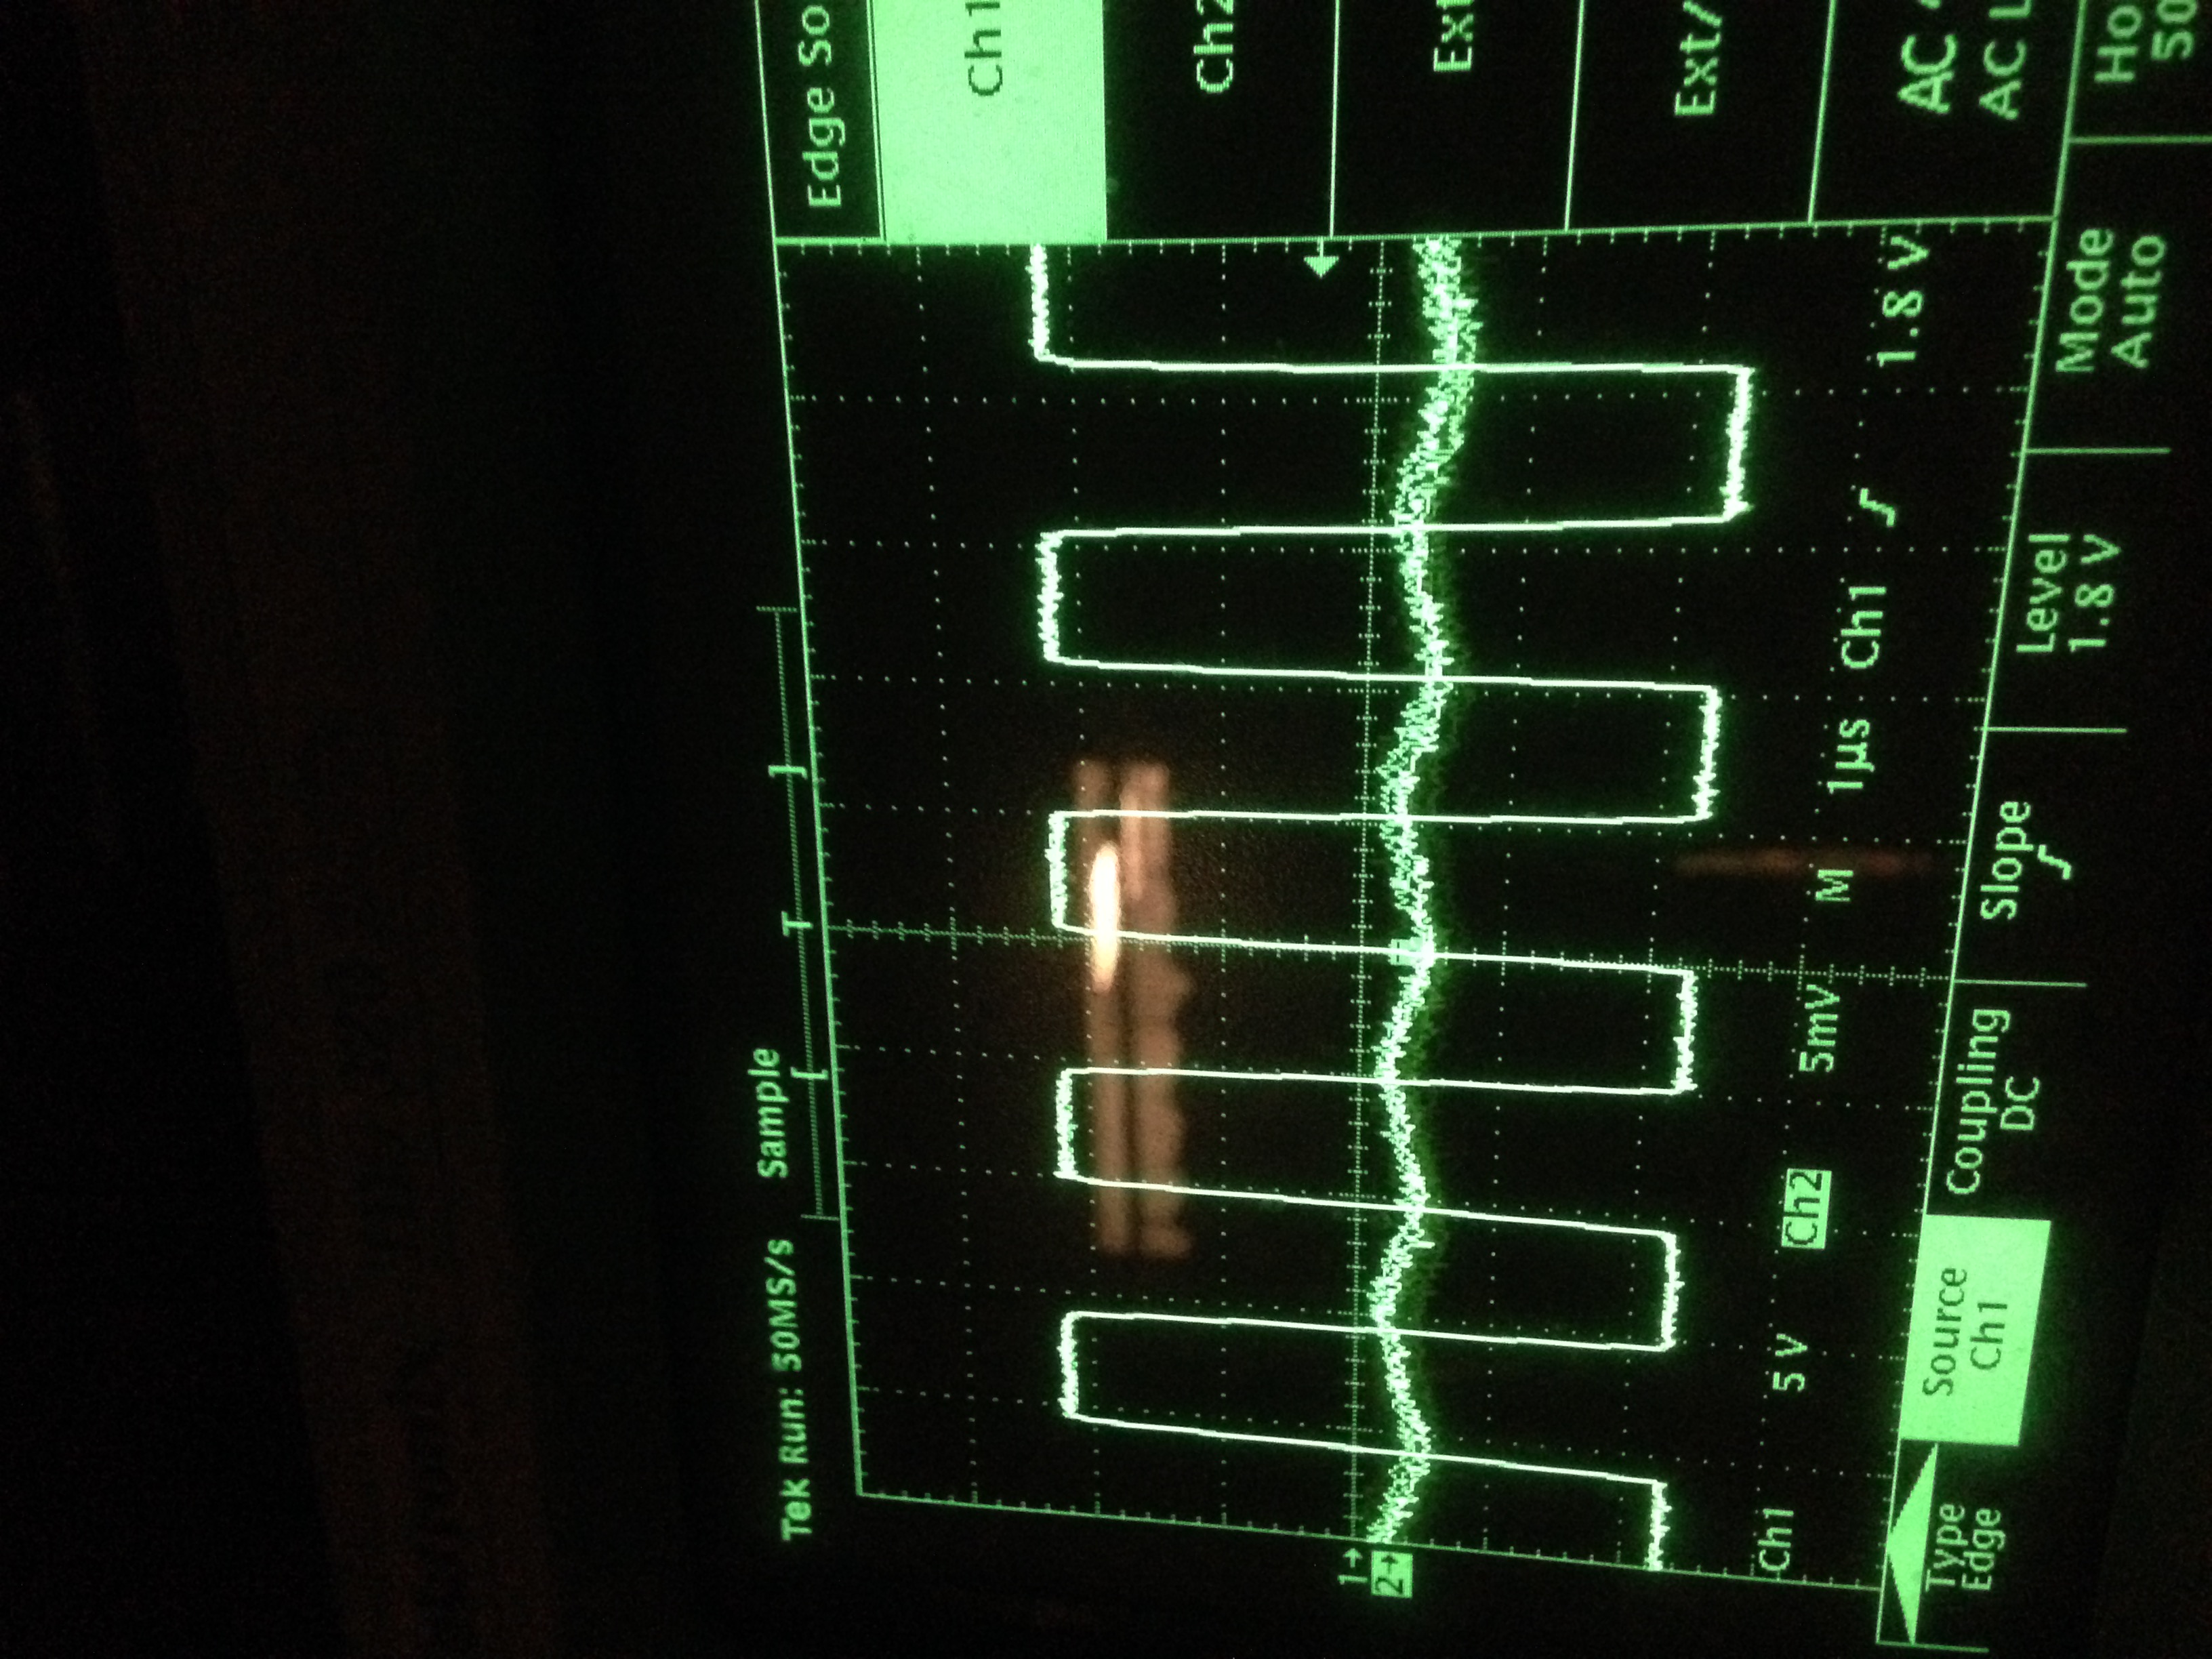 Tek Run: 50MS/s Sample
[ T ]
Edge So
Ch1
Ch2
1→
2→
Ext
Ext/
Ch1 5 V Ch2 5mV M 1µs Ch1 1.8 V
AC
AC L
Type
Edge
Source
Ch1
Coupling
DC
Slope
Level
1.8 V
Mode
Auto
Ho
50